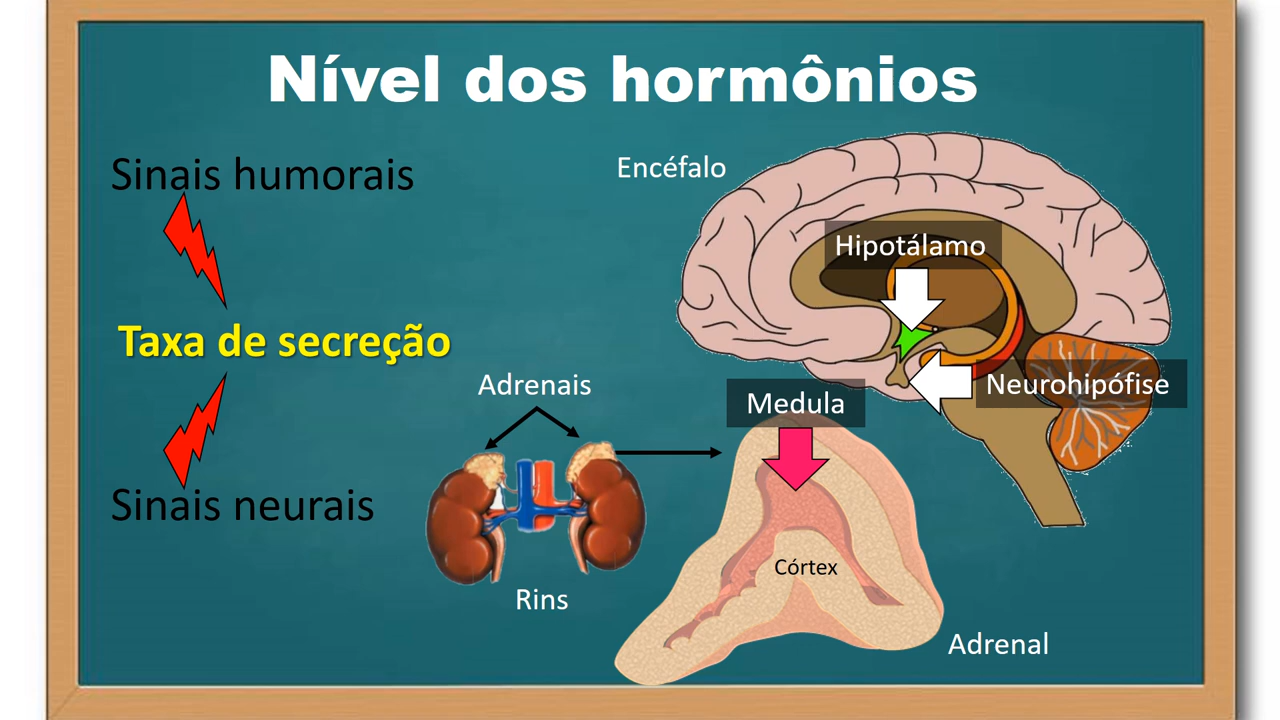 Nível dos hormônios
Sinais humorais
Taxa de secreção
Sinais neurais
Encéfalo
Hipotálamo
Neurohipófise
Adrenais
Medula
Córtex
Rins
Adrenal